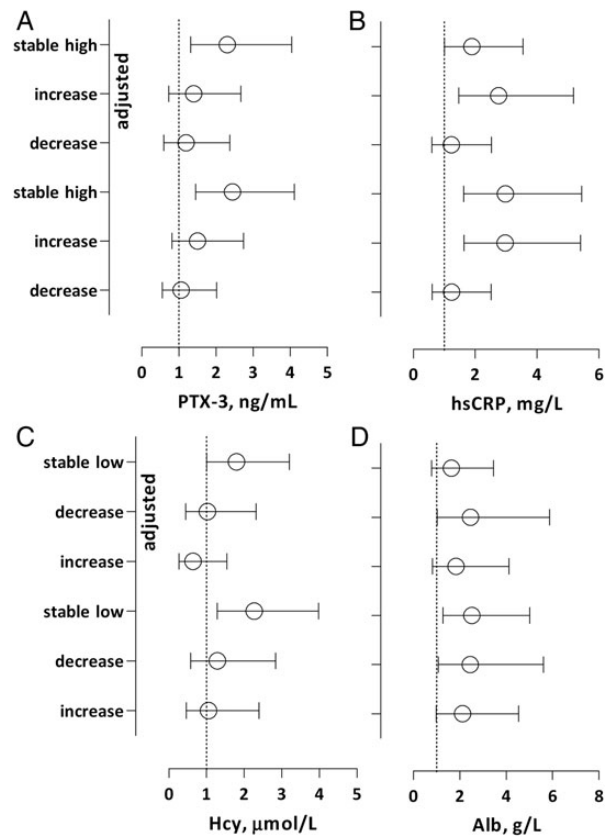 A
stable high
increase
decrease
stable high
increase
decrease
adjusted
0 1 2 3 4 5
PTX-3, ng/mL
B
0 2 4 6
hsCRP, mg/L
C
stable low
decrease
increase
stable low
decrease
increase
adjusted
0 1 2 3 4 5
Hcy, μmol/L
D
0 2 4 6 8
Alb, g/L